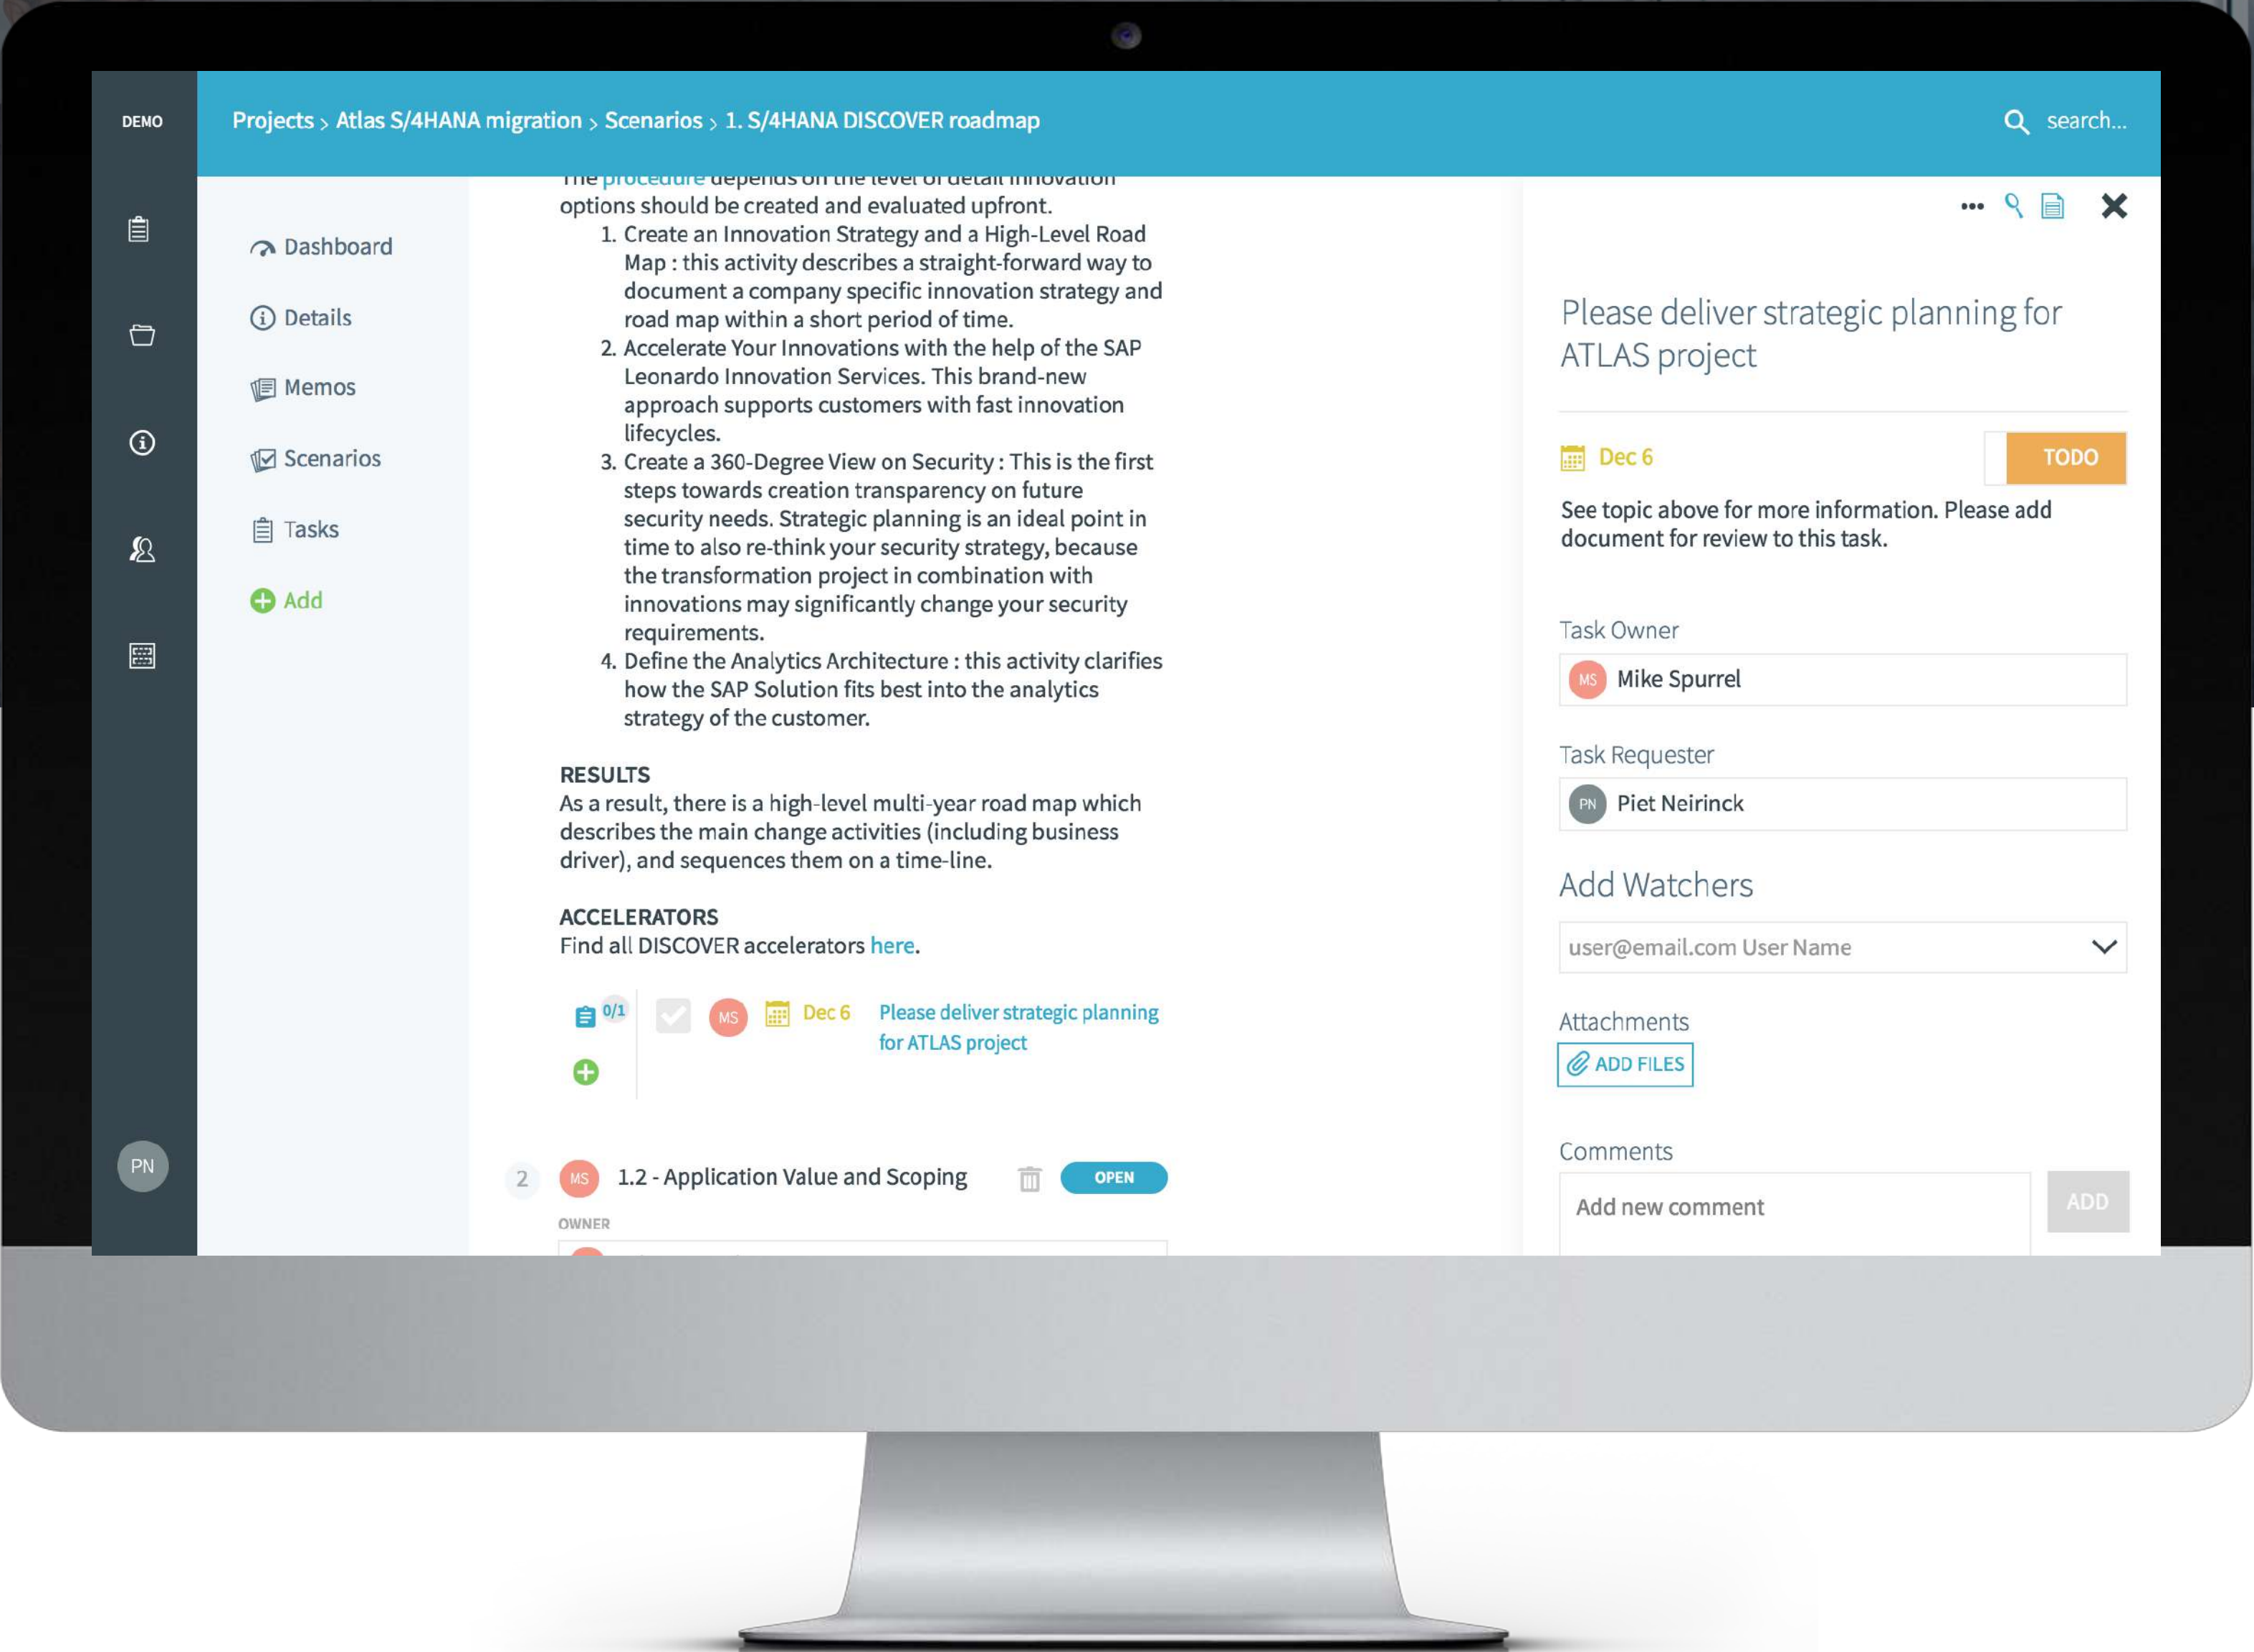 DEMO
Projects > Atlas S/4HANA migration > Scenarios > 1. S/4HANA DISCOVER roadmap
search...
Dashboard
Details
Memos
Scenarios
Tasks
Add
PN
The procedure depends on the level of detail innovation
options should be created and evaluated upfront.
1. Create an Innovation Strategy and a High-Level Road
Map : this activity describes a straight-forward way to
document a company specific innovation strategy and
road map within a short period of time.
2. Accelerate Your Innovations with the help of the SAP
Leonardo Innovation Services. This brand-new
approach supports customers with fast innovation
lifecycles.
3. Create a 360-Degree View on Security : This is the first
steps towards creation transparency on future
security needs. Strategic planning is an ideal point in
time to also re-think your security strategy, because
the transformation project in combination with
innovations may significantly change your security
requirements.
4. Define the Analytics Architecture : this activity clarifies
how the SAP Solution fits best into the analytics
strategy of the customer.
RESULTS
As a result, there is a high-level multi-year road map which
describes the main change activities (including business
driver), and sequences them on a time-line.
ACCELERATORS
Find all DISCOVER accelerators here.
0/1 MS Dec 6 Please deliver strategic planning
for ATLAS project
2 MS 1.2 - Application Value and Scoping OPEN
OWNER
Please deliver strategic planning for
ATLAS project
Dec 6 TODO
See topic above for more information. Please add
document for review to this task.
Task Owner
MS Mike Spurrel
Task Requester
PN Piet Neirinck
Add Watchers
user@email.com User Name
Attachments
ADD FILES
Comments
Add new comment
ADD